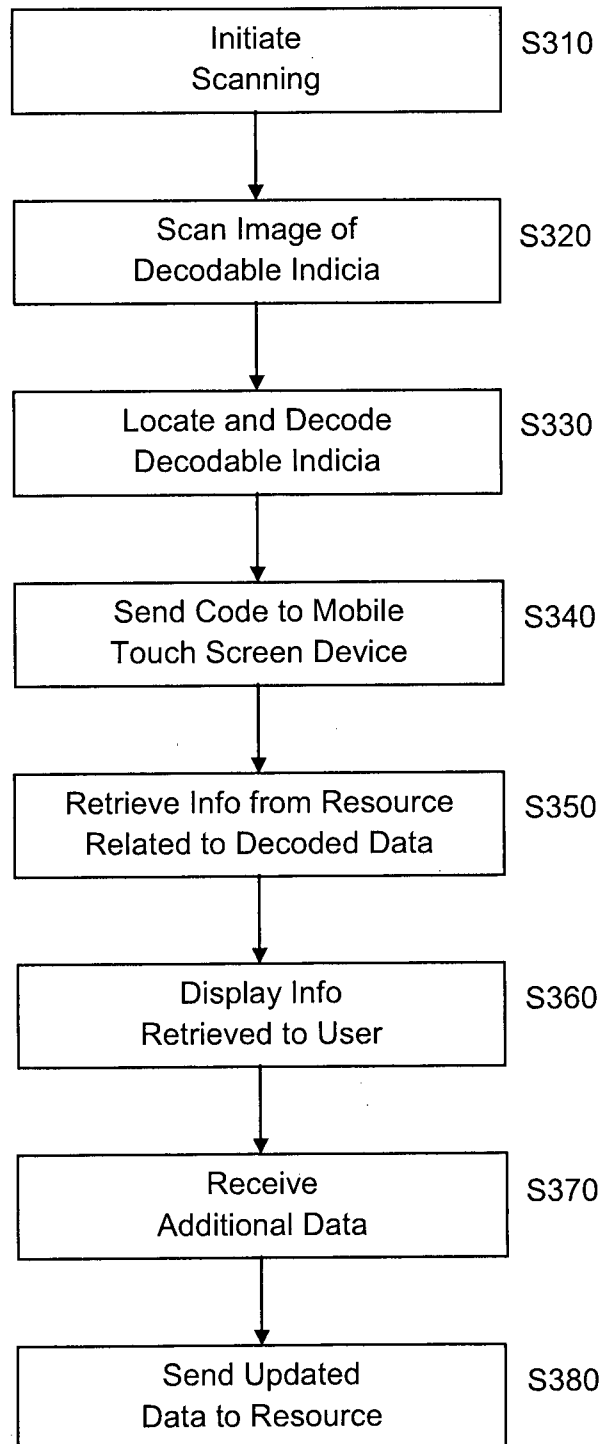 Initiate
Scanning
S310
Scan Image of
Decodable Indicia
S320
Locate and Decode
Decodable Indicia
S330
Send Code to Mobile
Touch Screen Device
S340
Retrieve Info from Resource
Related to Decoded Data
S350
Display Info
Retrieved to User
S360
Receive
Additional Data
S370
Send Updated
Data to Resource
S380